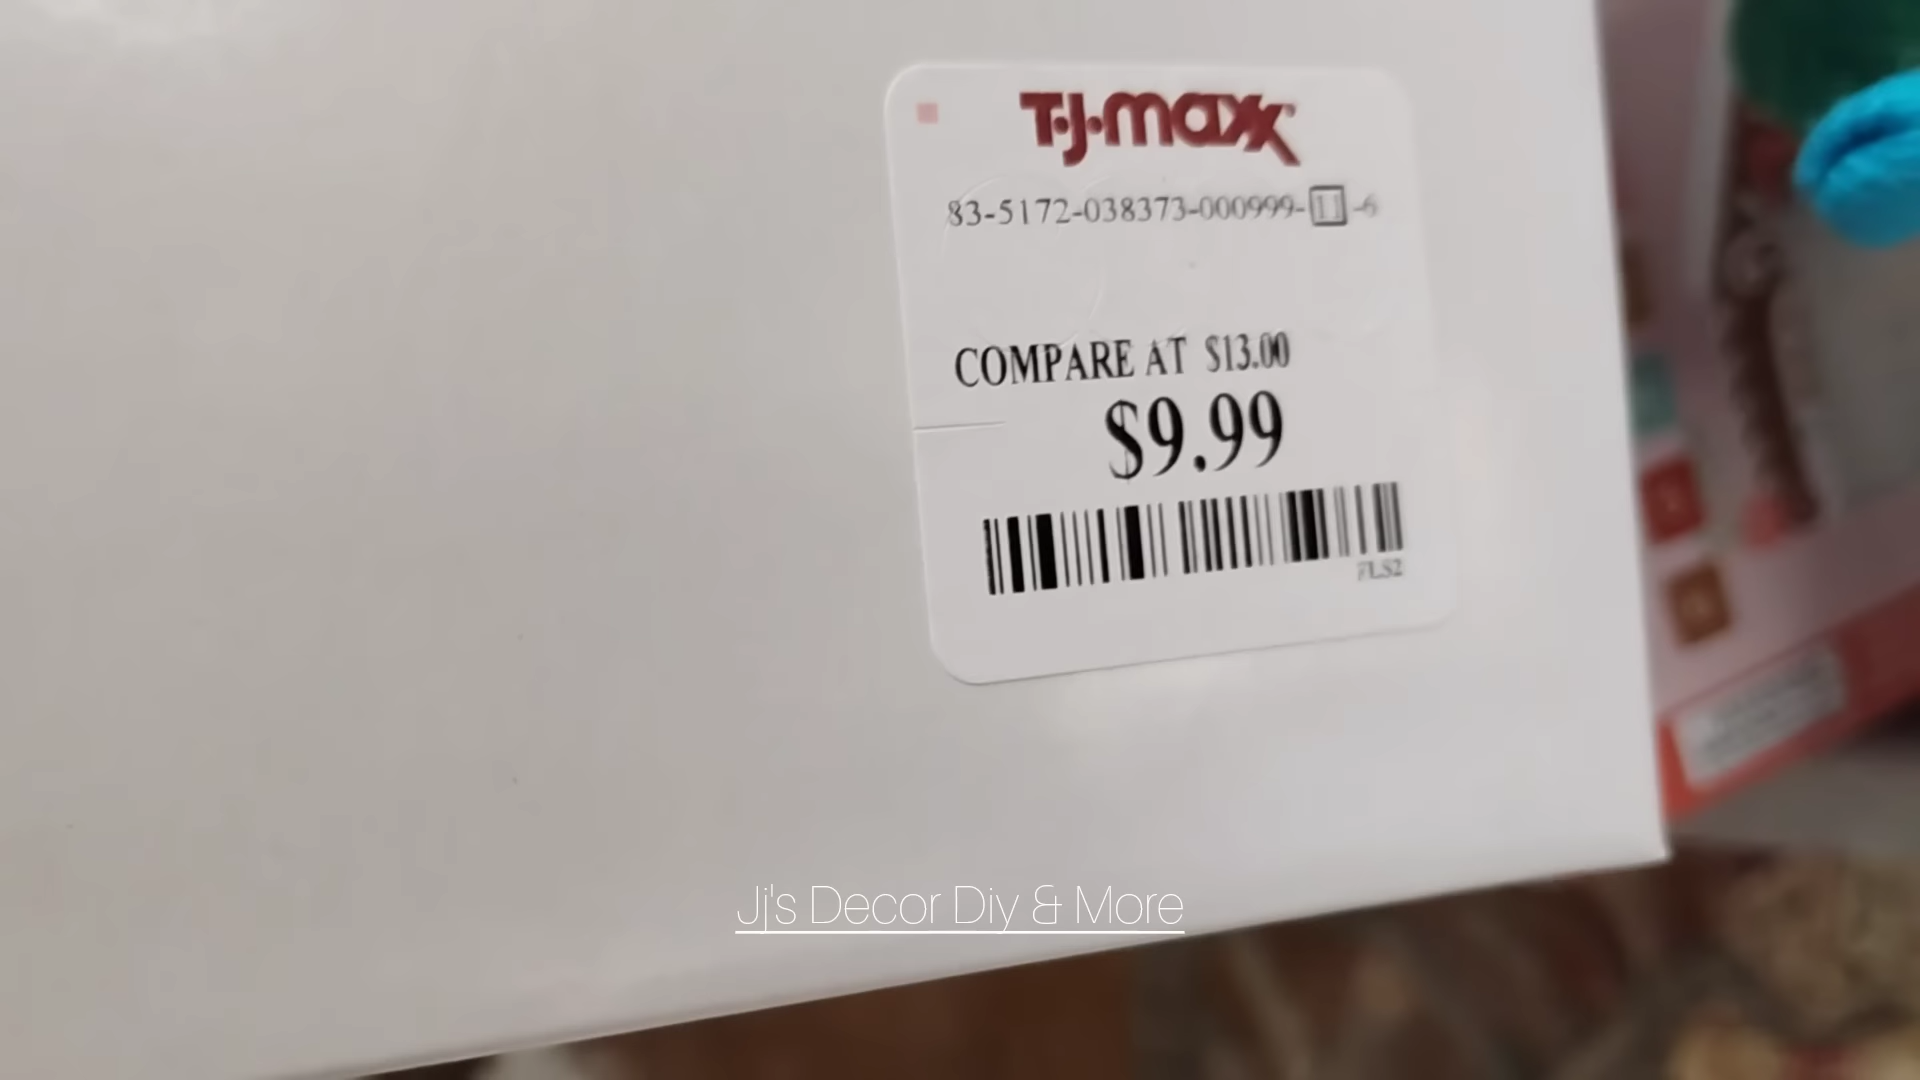 T·J·maxx
83-5172-038373-000999-11-6
COMPARE AT $13.00
$9.99
FLS2
Jj's Decor Diy & More